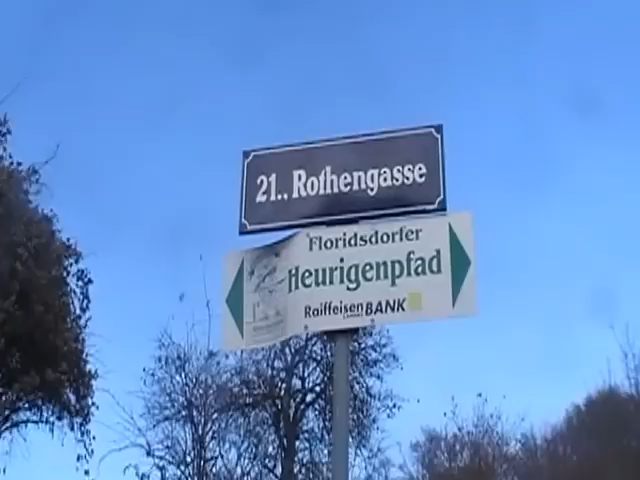 21., Rothengasse
Floridsdorfer
Heurigenpfad
Raiffeisen BANK